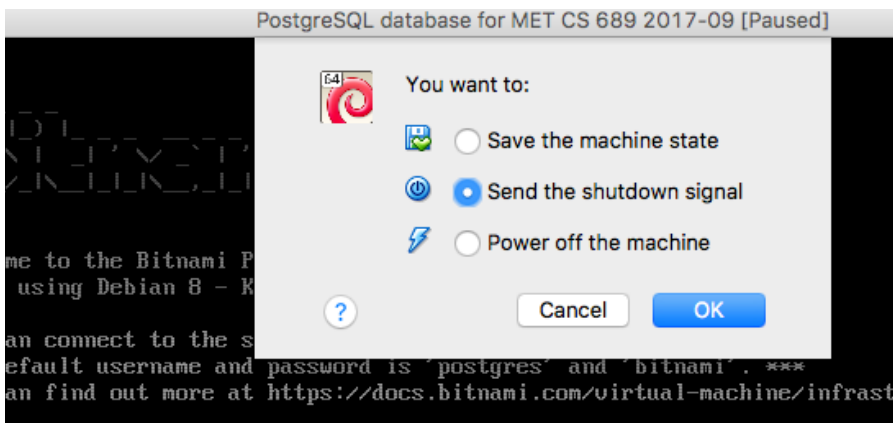 PostgreSQL database for MET CS 689 2017-09 [Paused]
64
You want to:
Save the machine state
Send the shutdown signal
Power off the machine
?
Cancel
OK
me to the Bitnami P
using Debian 8 - K
an connect to the s
efault username and password is 'postgres' and 'bitnami'. ***
an find out more at https://docs.bitnami.com/virtual-machine/infrast